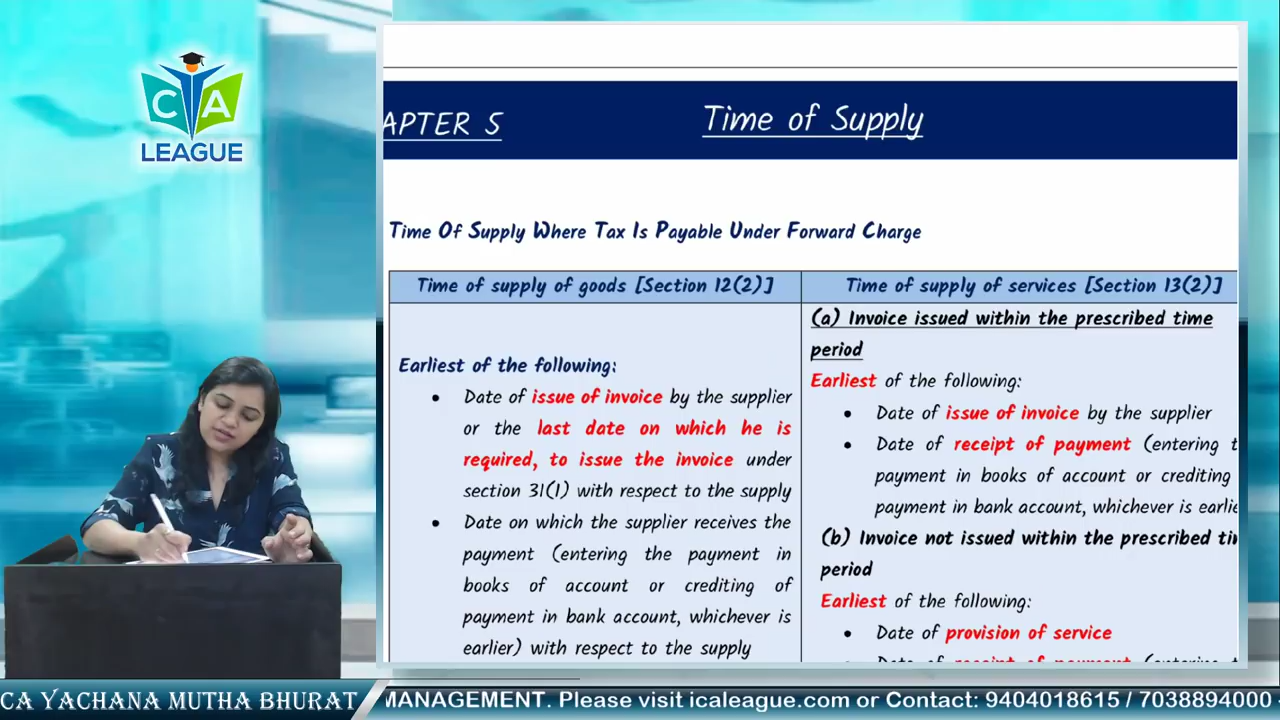 CA
LEAGUE
APTER 5
Time of Supply
Time Of Supply Where Tax Is Payable Under Forward Charge
Time of supply of goods [Section 12(2)]
Earliest of the following:
• Date of issue of invoice by the supplier
or the last date on which he is
required, to issue the invoice under
section 31(1) with respect to the supply
• Date on which the supplier receives the
payment (entering the payment in
books of account or crediting of
payment in bank account, whichever is
earlier) with respect to the supply
Time of supply of services [Section 13(2)]
(a) Invoice issued within the prescribed time
period
Earliest of the following:
• Date of issue of invoice by the supplier
• Date of receipt of payment (entering t
payment in books of account or crediting
payment in bank account, whichever is earlie
(b) Invoice not issued within the prescribed ti
period
Earliest of the following:
• Date of provision of service
• Date of receipt of payment (entering
CA YACHANA MUTHA BHURAT
MANAGEMENT. Please visit icaleague.com or Contact: 9404018615 / 7038894000